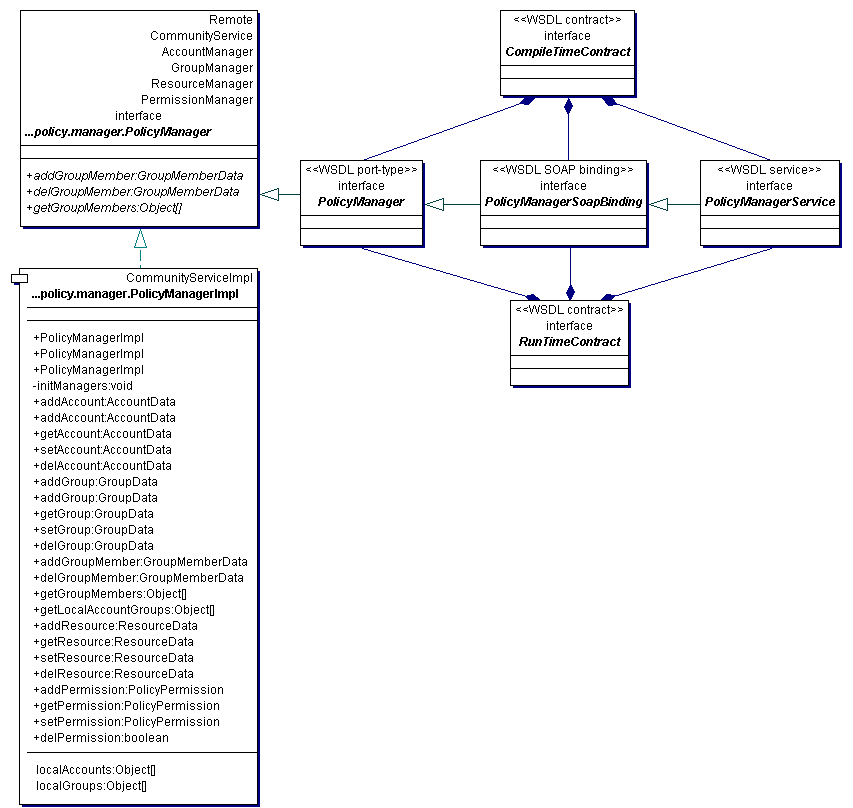 Remote
CommunityService
AccountManager
GroupManager
ResourceManager
PermissionManager
interface
...policy.manager.PolicyManager
+addGroupMember:GroupMemberData
+delGroupMember:GroupMemberData
+getGroupMembers:Object[]
<<WSDL contract>>
interface
CompileTimeContract
<<WSDL port-type>>
interface
PolicyManager
<<WSDL SOAP binding>>
interface
PolicyManagerSoapBinding
<<WSDL service>>
interface
PolicyManagerService
<<WSDL contract>>
interface
RunTimeContract
CommunityServiceImpl
...policy.manager.PolicyManagerImpl
+PolicyManagerImpl
+PolicyManagerImpl
+PolicyManagerImpl
-initManagers:void
+addAccount:AccountData
+addAccount:AccountData
+getAccount:AccountData
+setAccount:AccountData
+delAccount:AccountData
+addGroup:GroupData
+addGroup:GroupData
+getGroup:GroupData
+setGroup:GroupData
+delGroup:GroupData
+addGroupMember:GroupMemberData
+delGroupMember:GroupMemberData
+getGroupMembers:Object[]
+getLocalAccountGroups:Object[]
+addResource:ResourceData
+getResource:ResourceData
+setResource:ResourceData
+delResource:ResourceData
+addPermission:PolicyPermission
+getPermission:PolicyPermission
+setPermission:PolicyPermission
+delPermission:boolean
localAccounts:Object[]
localGroups:Object[]